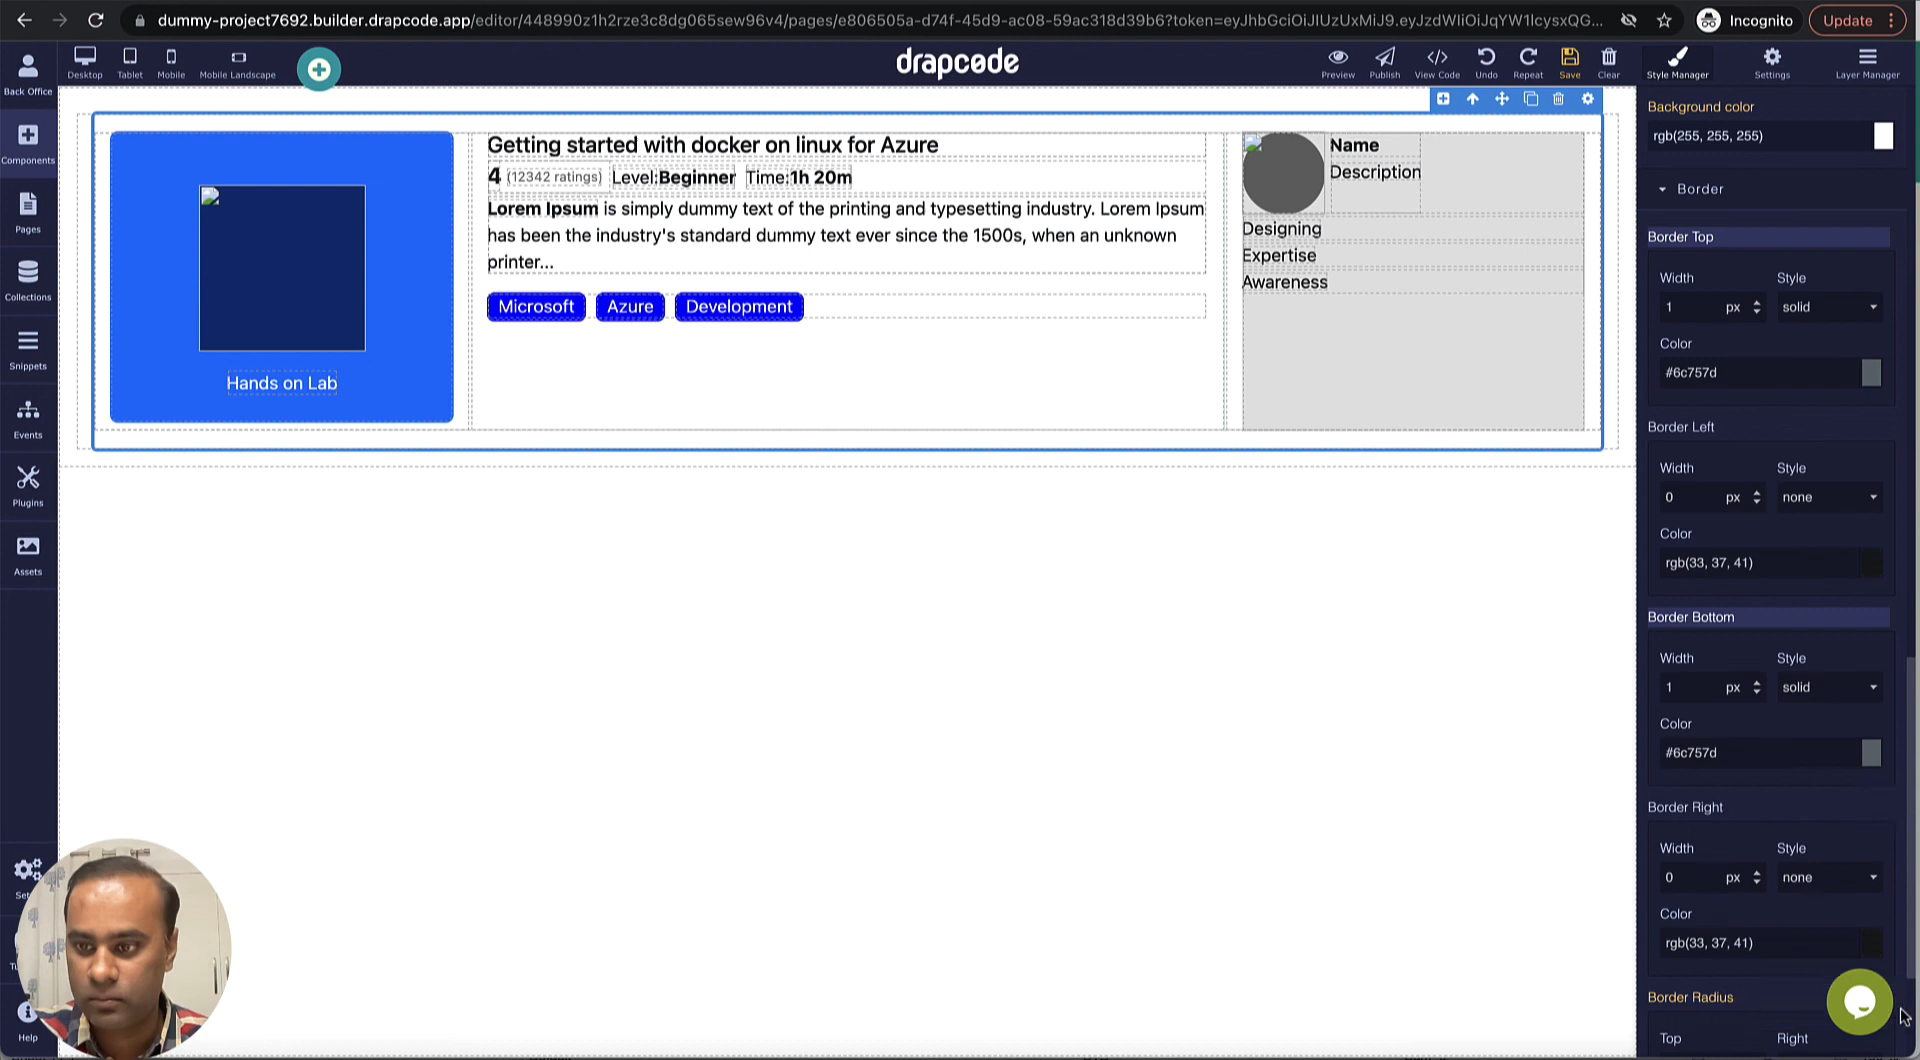 dummy-project7692.builder.drapcode.app/editor/448990z1h2rze3c8dg065sew96v4/pages/e806505a-d74f-45d9-ac08-59ac318d39b6?token=eyJhbGciOiJIUzUxMiJ9.eyJzdWIiOiJqYW1lcysxQG...
Incognito
Update
Back Office
Desktop
Tablet
Mobile
Mobile Landscape
drapcode
Preview
Publish
View Code
Undo
Repeat
Save
Clear
Style Manager
Settings
Layer Manager
Components
Pages
Collections
Snippets
Events
Plugins
Assets
Help
Hands on Lab
Getting started with docker on linux for Azure
4 (12342 ratings) Level:Beginner Time:1h 20m
Lorem Ipsum is simply dummy text of the printing and typesetting industry. Lorem Ipsum
has been the industry's standard dummy text ever since the 1500s, when an unknown
printer...
Microsoft Azure Development
Name
Description
Designing
Expertise
Awareness
Background color
rgb(255, 255, 255)
Border
Border Top
Width Style
1 px solid
Color
#6c757d
Border Left
Width Style
0 px none
Color
rgb(33, 37, 41)
Border Bottom
Width Style
1 px solid
Color
#6c757d
Border Right
Width Style
0 px none
Color
rgb(33, 37, 41)
Border Radius
Top Right